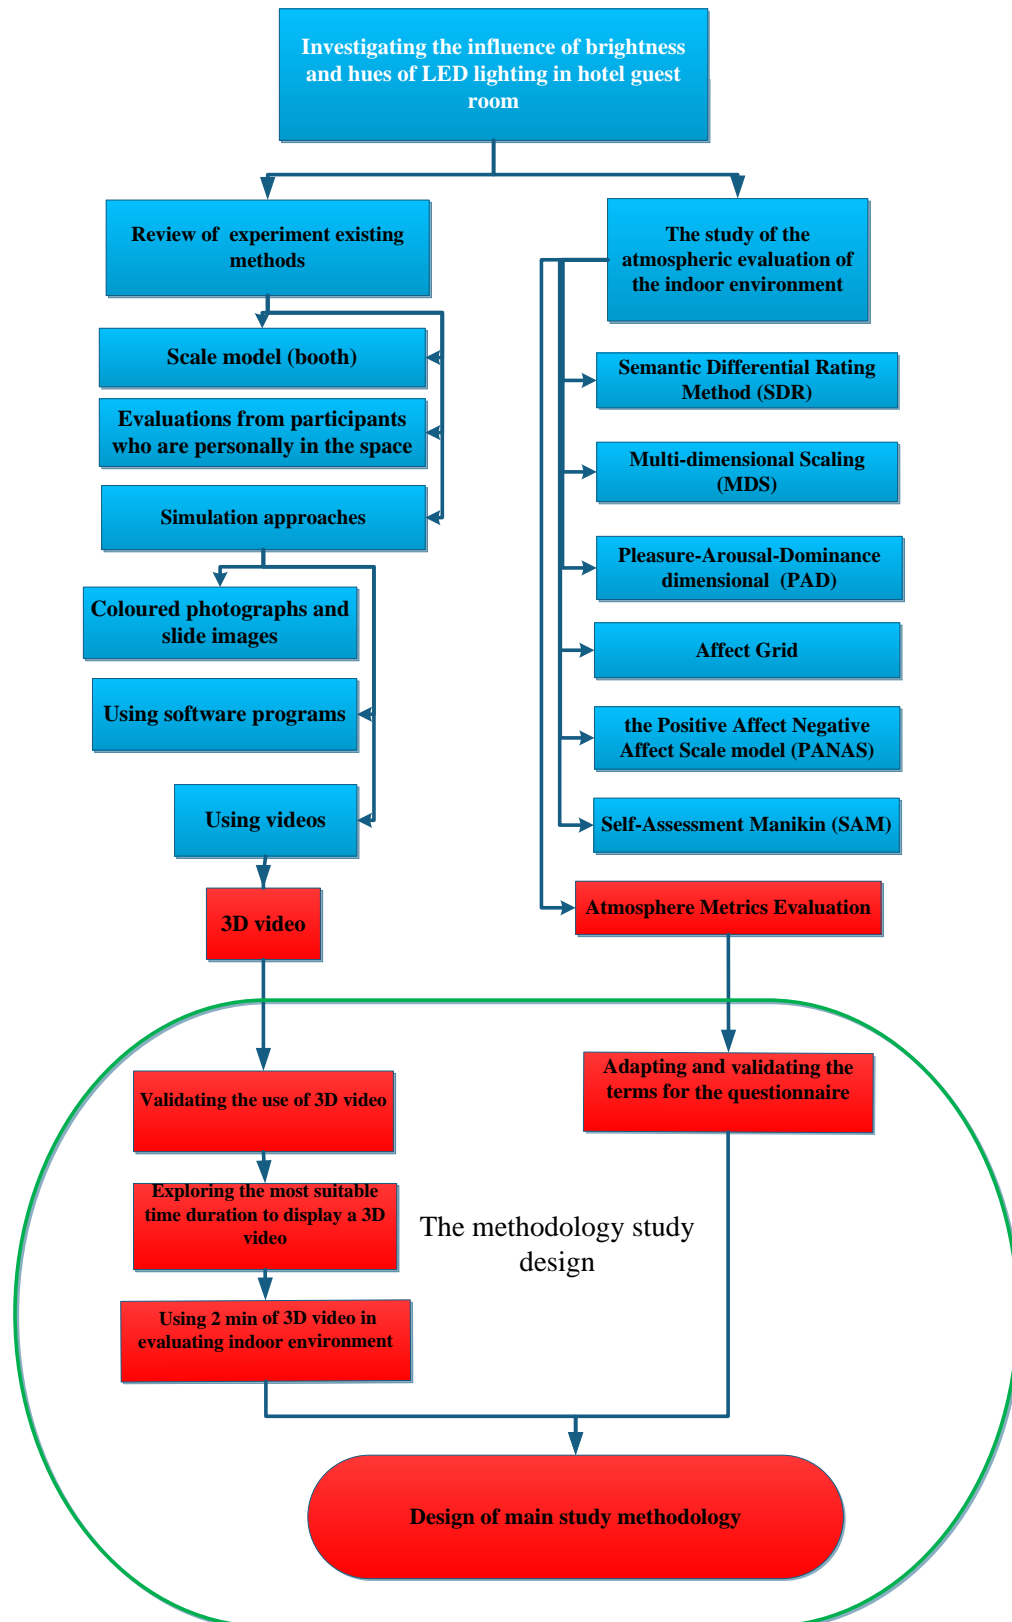 Investigating the influence of brightness
and hues of LED lighting in hotel guest
room
Review of experiment existing
methods
The study of the
atmospheric evaluation of
the indoor environment
Scale model (booth)
Evaluations from participants
who are personally in the space
Simulation approaches
Coloured photographs and
slide images
Using software programs
Using videos
3D video
Semantic Differential Rating
Method (SDR)
Multi-dimensional Scaling
(MDS)
Pleasure-Arousal-Dominance
dimensional (PAD)
Affect Grid
the Positive Affect Negative
Affect Scale model (PANAS)
Self-Assessment Manikin (SAM)
Atmosphere Metrics Evaluation
Validating the use of 3D video
Exploring the most suitable
time duration to display a 3D
video
Using 2 min of 3D video in
evaluating indoor environment
Adapting and validating the
terms for the questionnaire
The methodology study
design
Design of main study methodology